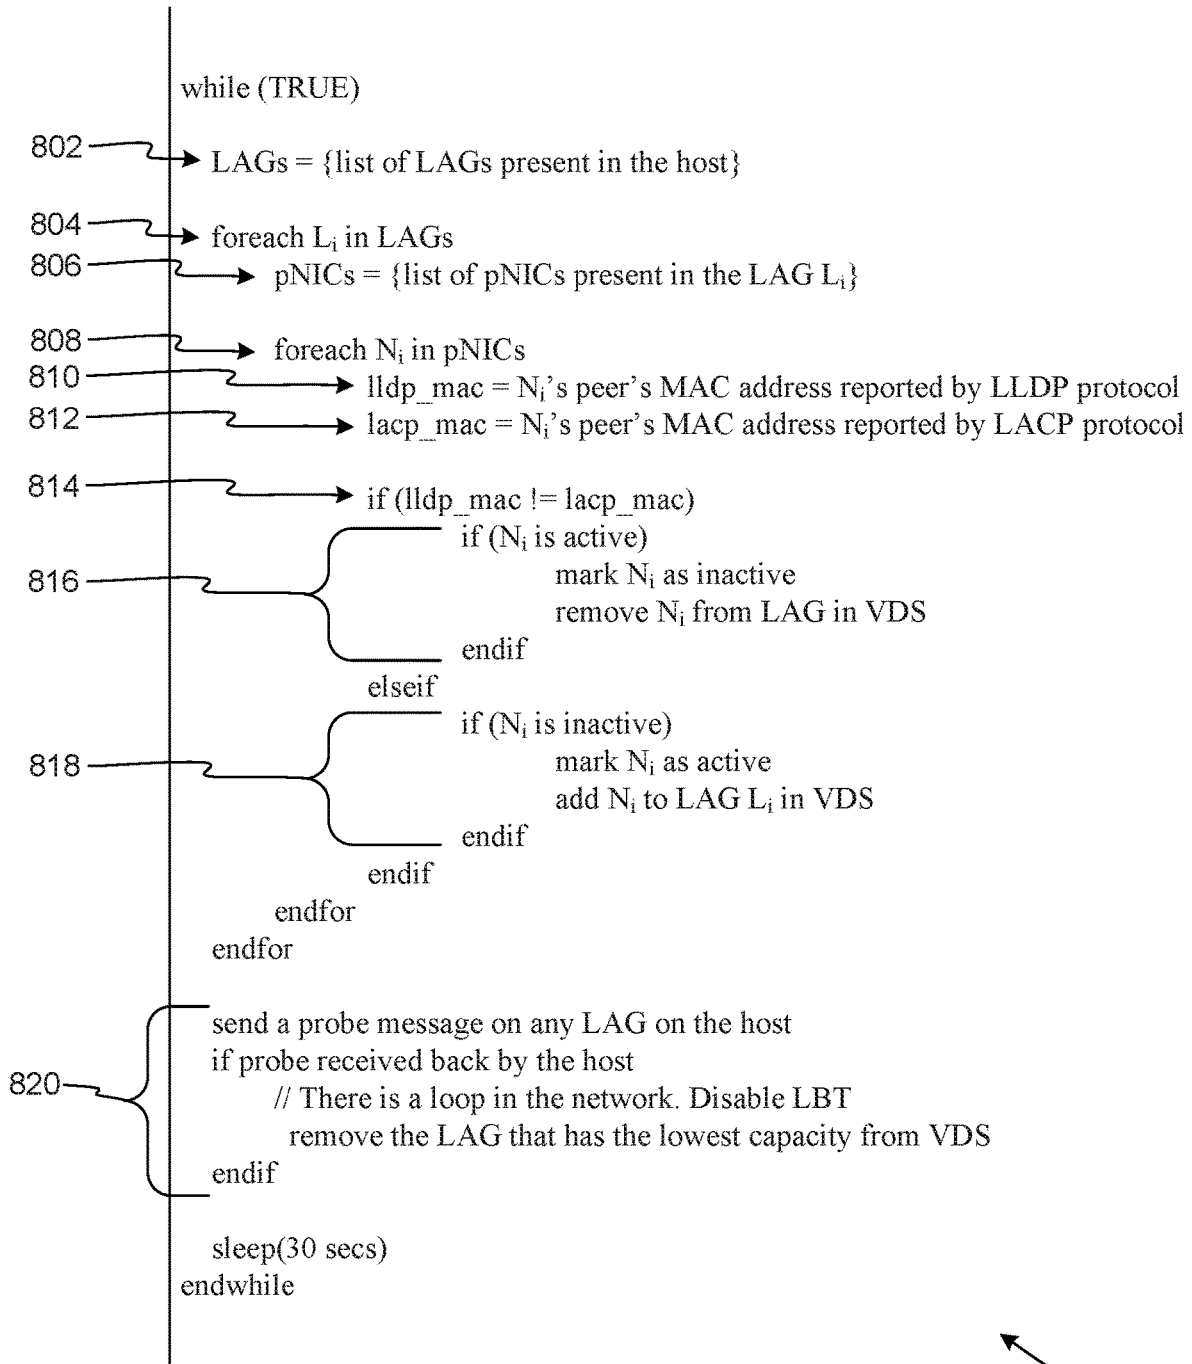 while (TRUE)
802 LAGs = {list of LAGs present in the host}
804 foreach Li in LAGs
806 pNICs = {list of pNICs present in the LAG Li}
808 foreach Ni in pNICs
810 lldp_mac = Ni’s peer’s MAC address reported by LLDP protocol
812 lacp_mac = Ni’s peer’s MAC address reported by LACP protocol
814 if (lldp_mac != lacp_mac)
if (Ni is active)
816 mark Ni as inactive
remove Ni from LAG in VDS
endif
elseif
if (Ni is inactive)
818 mark Ni as active
add Ni to LAG Li in VDS
endif
endif
endfor
endfor
send a probe message on any LAG on the host
if probe received back by the host
820 // There is a loop in the network. Disable LBT
remove the LAG that has the lowest capacity from VDS
endif
sleep(30 secs)
endwhile